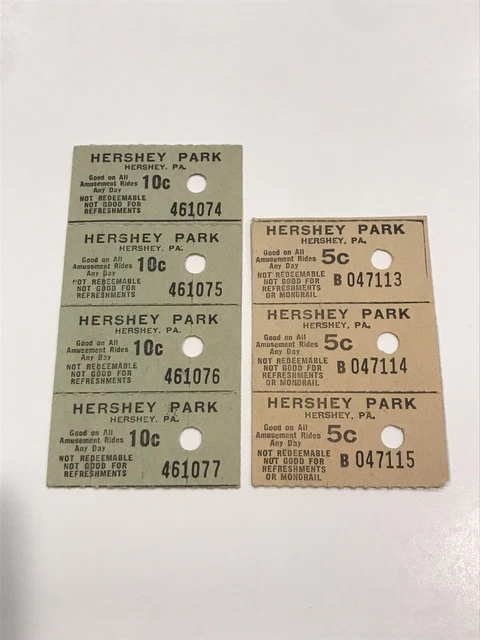 HERSHEY PARK
HERSHEY, PA.
Good on All
Amusement Rides 10c
Any Day
NOT REDEEMABLE
NOT GOOD FOR
REFRESHMENTS 461074
HERSHEY PARK
HERSHEY, PA.
Good on All
Amusement Rides 10c
Any Day
NOT REDEEMABLE
NOT GOOD FOR
REFRESHMENTS 461075
HERSHEY PARK
HERSHEY, PA.
Good on All
Amusement Rides 10c
Any Day
NOT REDEEMABLE
NOT GOOD FOR
REFRESHMENTS 461076
HERSHEY PARK
HERSHEY, PA.
Good on All
Amusement Rides 10c
Any Day
NOT REDEEMABLE
NOT GOOD FOR
REFRESHMENTS 461077
HERSHEY PARK
HERSHEY, PA.
Good on All
Amusement Rides 5c
Any Day
NOT REDEEMABLE
NOT GOOD FOR B 047113
REFRESHMENTS
OR MONORAIL
HERSHEY PARK
HERSHEY, PA.
Good on All
Amusement Rides 5c
Any Day
NOT REDEEMABLE
NOT GOOD FOR B 047114
REFRESHMENTS
OR MONORAIL
HERSHEY PARK
HERSHEY, PA.
Good on All
Amusement Rides 5c
Any Day
NOT REDEEMABLE
NOT GOOD FOR B 047115
REFRESHMENTS
OR MONORAIL